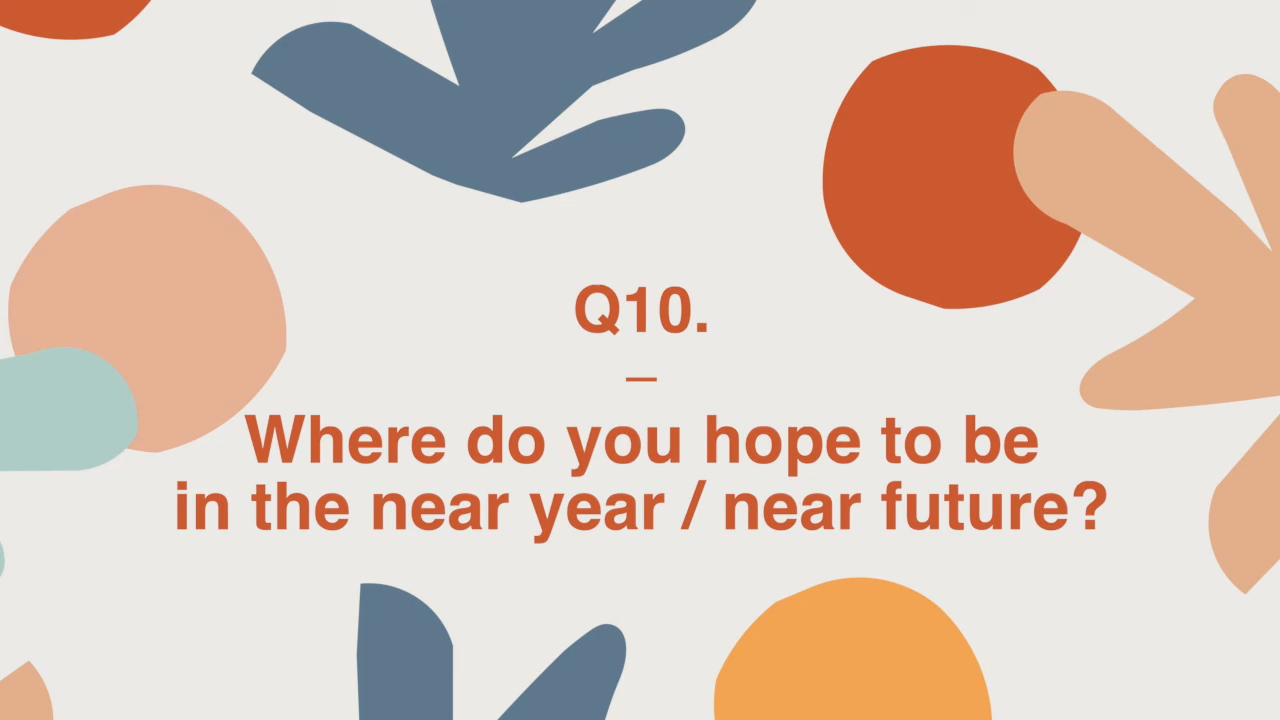 Q10.
—
Where do you hope to be
in the near year / near future?